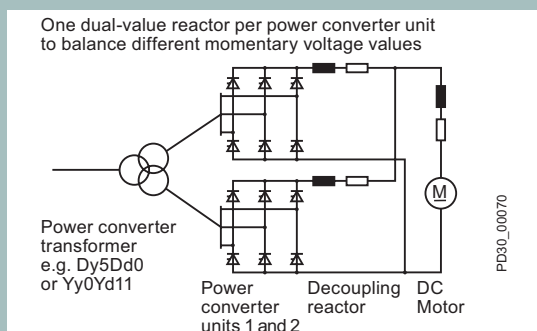 One dual-value reactor per power converter unit
to balance different momentary voltage values
M
PD30_00070
Power converter
transformer
e.g. Dy5Dd0
or Yy0Yd11
Power
converter
units 1 and 2
Decoupling
reactor
DC
Motor